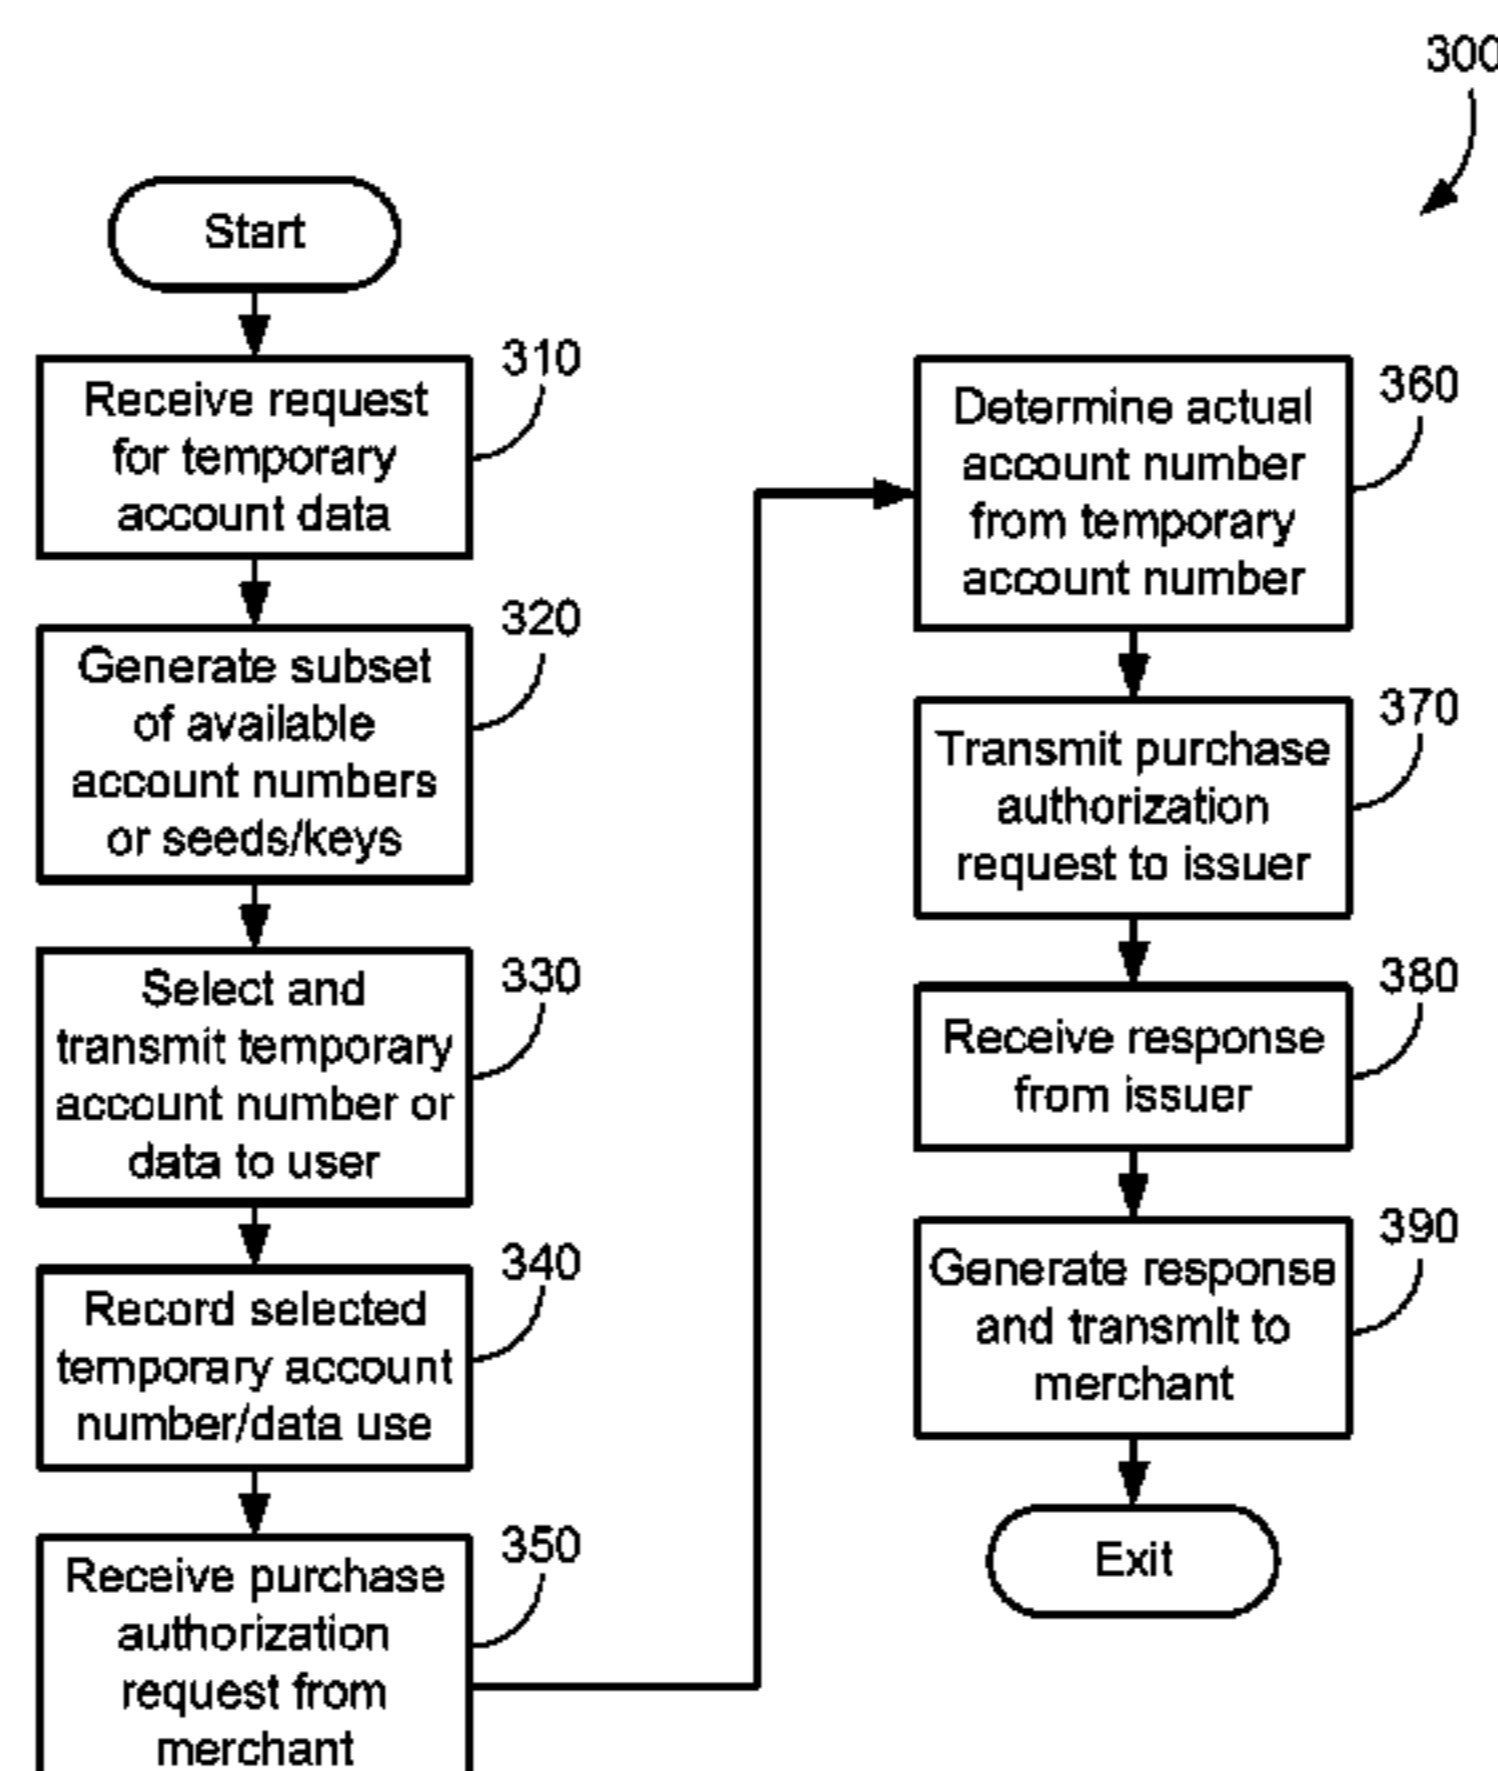 300
Start
310
Receive request
for temporary
account data
320
Generate subset
of available
account numbers
or seeds/keys
330
Select and
transmit temporary
account number or
data to user
340
Record selected
temporary account
number/data use
350
Receive purchase
authorization
request from
merchant
360
Determine actual
account number
from temporary
account number
370
Transmit purchase
authorization
request to issuer
380
Receive response
from issuer
390
Generate response
and transmit to
merchant
Exit